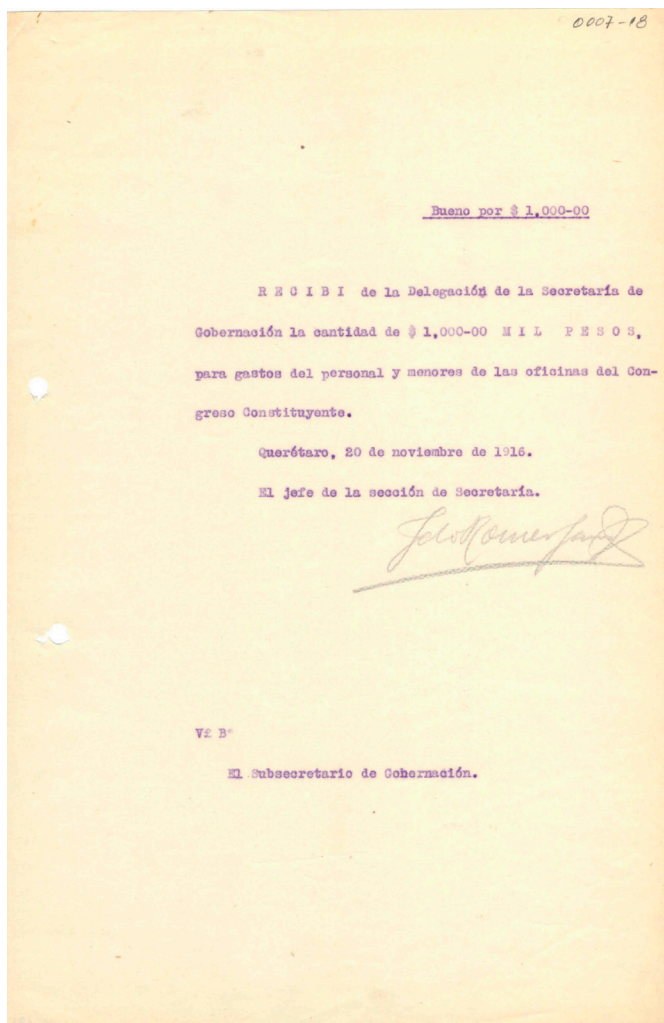 0007-18
Bueno por $ 1,000-00
R E C I B I de la Delegación de la Secretaría de
Gobernación la cantidad de $ 1,000-00 M I L P E S O S,
para gastos del personal y menores de las oficinas del Con-
greso Constituyente.
Querétaro, 20 de noviembre de 1916.
El jefe de la sección de Secretaría.
Vº Bº
El Subsecretario de Gobernación.